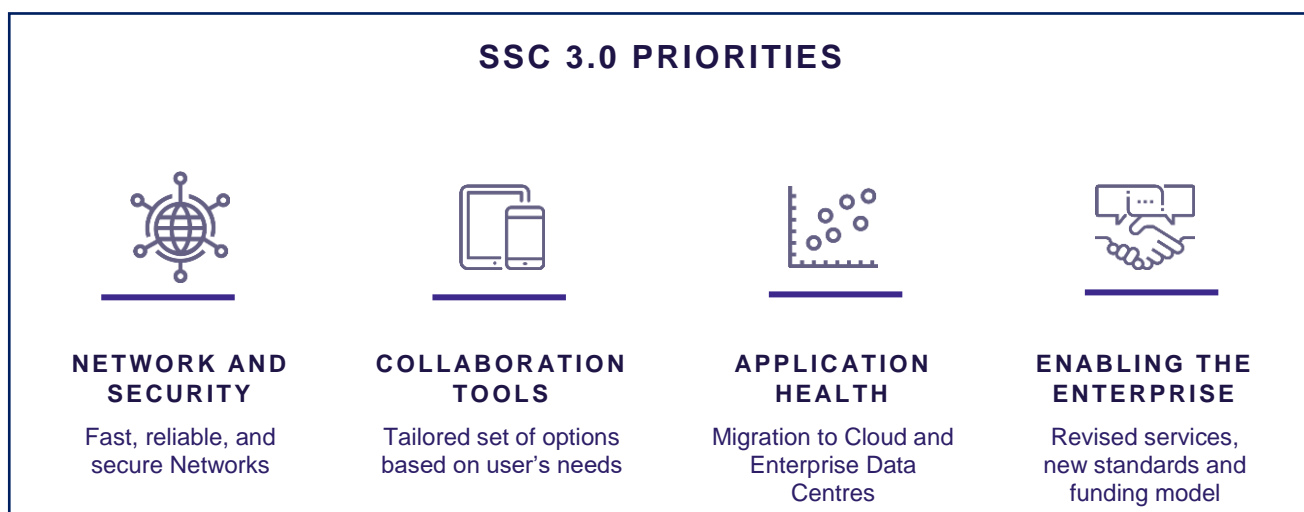 SSC 3.0 PRIORITIES
NETWORK AND
SECURITY
Fast, reliable, and
secure Networks
COLLABORATION
TOOLS
Tailored set of options
based on user's needs
APPLICATION
HEALTH
Migration to Cloud and
Enterprise Data
Centres
ENABLING THE
ENTERPRISE
Revised services,
new standards and
funding model